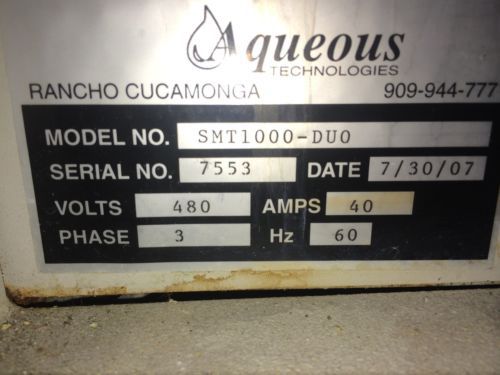 Aqueous
TECHNOLOGIES
RANCHO CUCAMONGA 909-944-777
MODEL NO. SMT1000-DUO
SERIAL NO. 7553 DATE 7/30/07
VOLTS 480 AMPS 40
PHASE 3 Hz 60